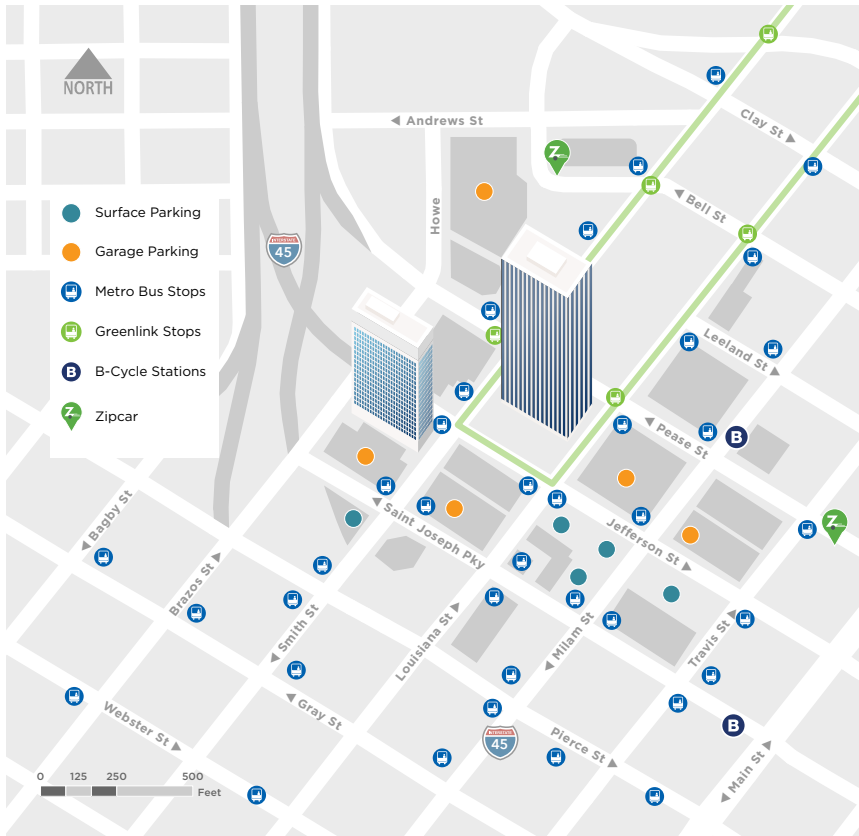 NORTH
Andrews St
Clay St
Bell St
Howe
Surface Parking
Garage Parking
Metro Bus Stops
Greenlink Stops
B-Cycle Stations
B
Zipcar
Z
INTERSTATE
45
Z
Leeland St
Pease St
B
Bagby St
Brazos St
Saint Joseph Pky
Jefferson St
Z
Smith St
Louisiana St
Milam St
Travis St
Webster St
Gray St
INTERSTATE
45
Pierce St
B
Main St
0 125 250 500
Feet